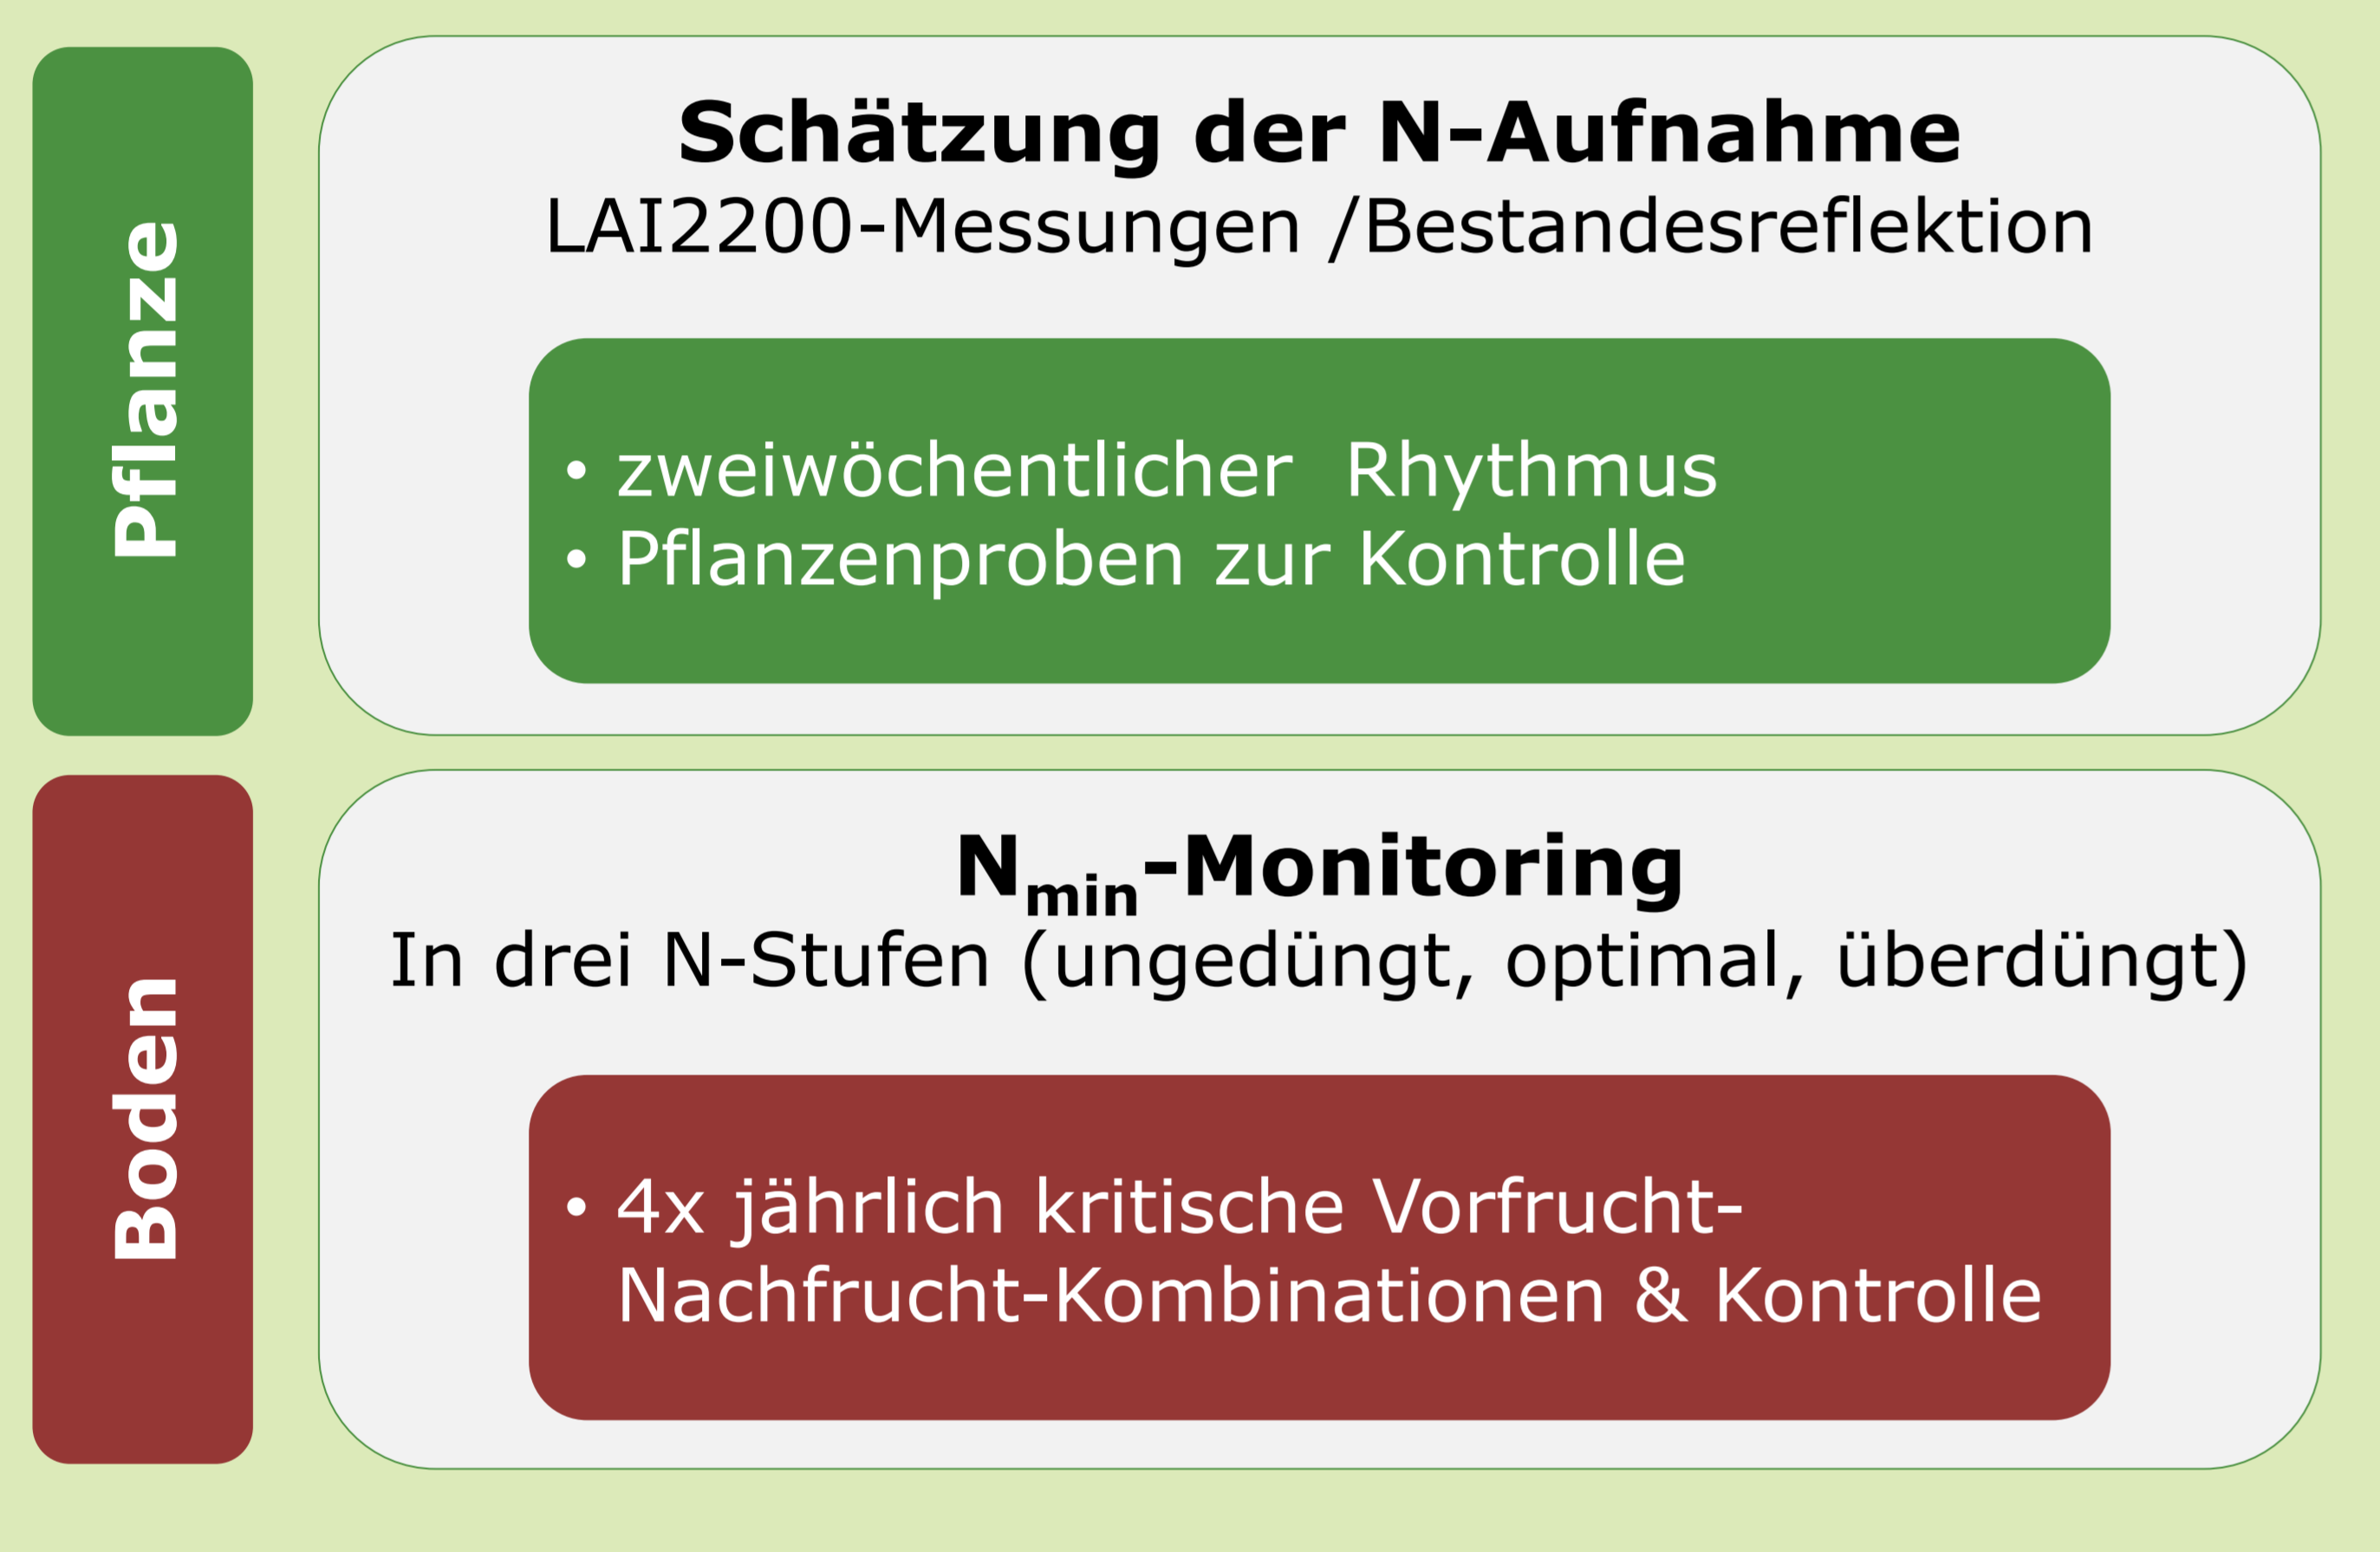 Pflanze
Schätzung der N-Aufnahme
LAI2200-Messungen /Bestandesreflektion
• zweiwöchentlicher  Rhythmus
• Pflanzenproben zur Kontrolle
Boden
Nmin-Monitoring
In drei N-Stufen (ungedüngt, optimal, überdüngt)
• 4x jährlich kritische Vorfrucht-
Nachfrucht-Kombinationen & Kontrolle